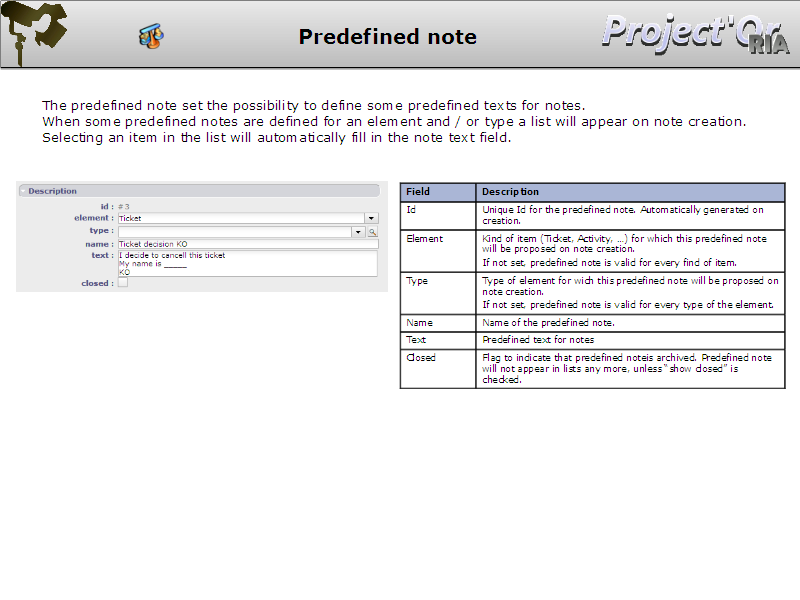 Predefined note
Project'Or
RIA
The predefined note set the possibility to define some predefined texts for notes.
When some predefined notes are defined for an element and / or type a list will appear on note creation.
Selecting an item in the list will automatically fill in the note text field.
Description
id : #3
element : Ticket
type :
name : Ticket decision KO
text : I decide to cancell this ticket
My name is _____
KO
closed :
Field Description
Id Unique Id for the predefined note. Automatically generated on
creation.
Element Kind of item (Ticket, Activity, ...) for which this predefined note
will be proposed on note creation.
If not set, predefined note is valid for every find of item.
Type Type of element for wich this predefined note will be proposed on
note creation.
If not set, predefined note is valid for every type of the element.
Name Name of the predefined note.
Text Predefined text for notes
Closed Flag to indicate that predefined noteis archived. Predefined note
will not appear in lists any more, unless "show closed" is
checked.